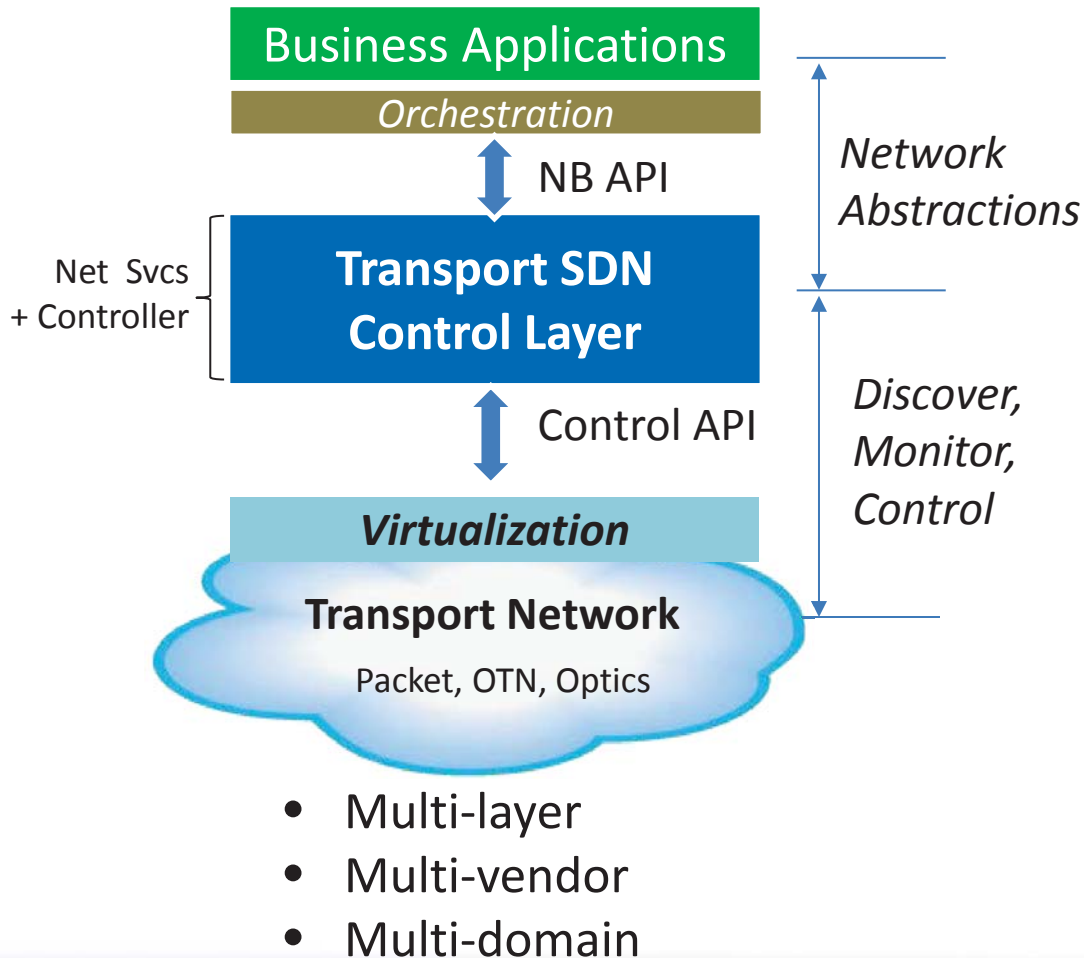 Business Applications
Orchestration
NB API
Network
Abstractions
Net Svcs
+ Controller
Transport SDN
Control Layer
Control API
Discover,
Monitor,
Control
Virtualization
Transport Network
Packet, OTN, Optics
• Multi-layer
• Multi-vendor
• Multi-domain